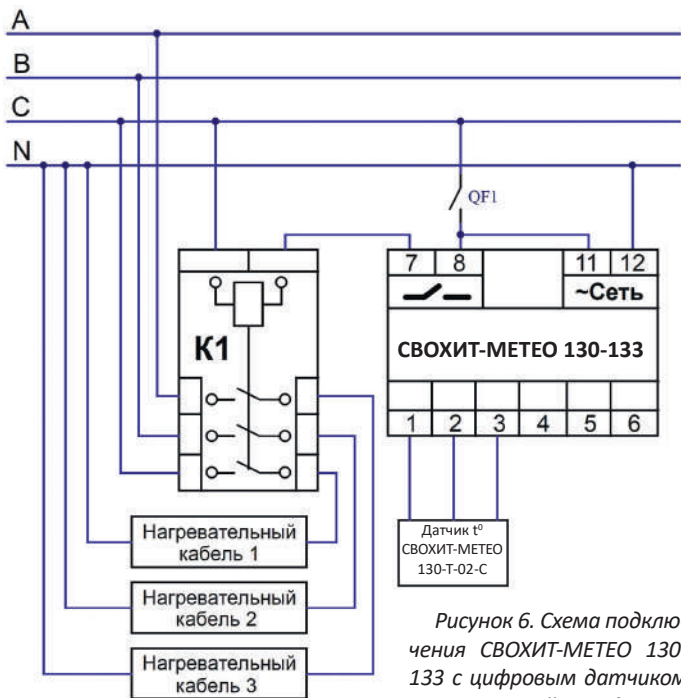 A
B
C
N
QF1
7 8 11 12
~Сеть
К1
СВОХИТ-МЕТЕО 130-133
1 2 3 4 5 6
Датчик t⁰
СВОХИТ-МЕТЕО
130-Т-02-С
Нагревательный
кабель 1
Нагревательный
кабель 2
Нагревательный
кабель 3
Рисунок 6. Схема подклю
чения СВОХИТ-МЕТЕО 130
133 с цифровым датчиком